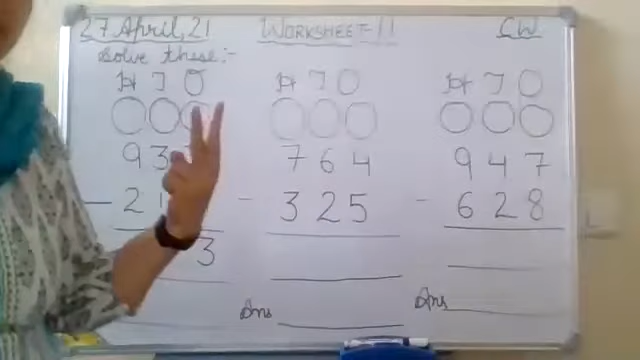 27 April, 21 WORKSHEET-11 CW
Solve these:-
H T O H T O H T O
9 3 7 6 4 9 4 7
- 2 1 - 3 2 5 - 6 2 8
3
Ans Ans